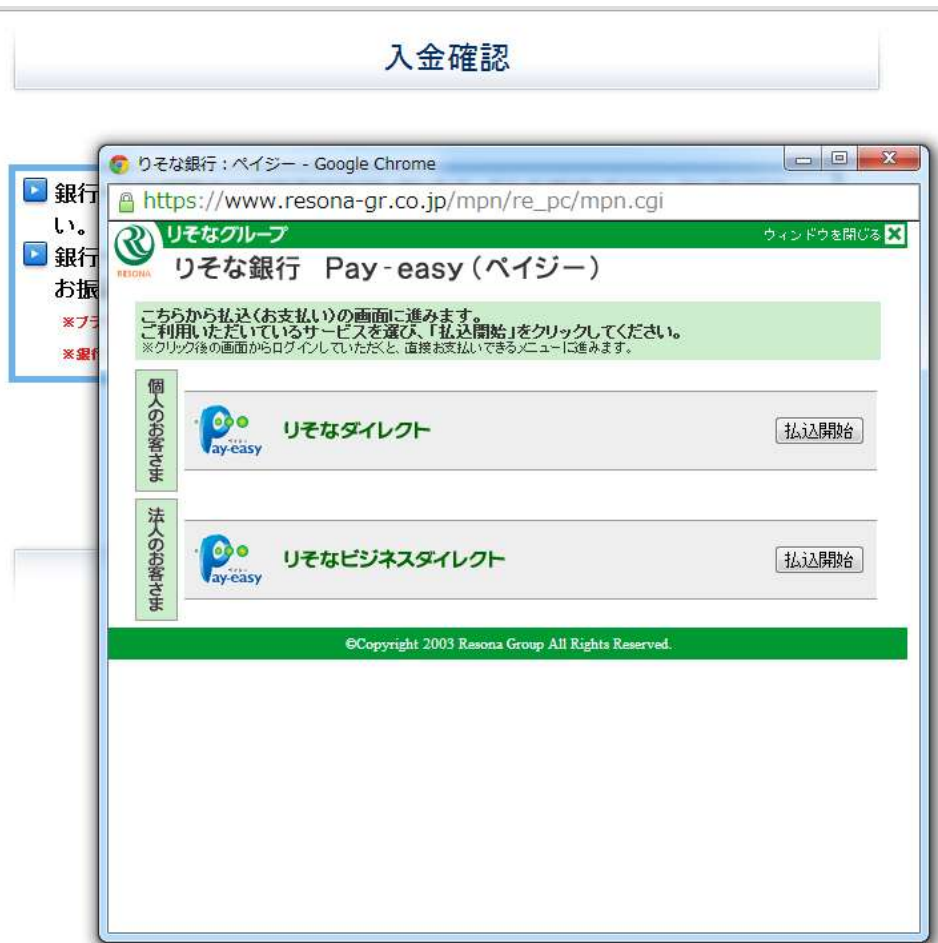 入金確認
りそな銀行：ペイジー - Google Chrome
銀行
https://www.resona-gr.co.jp/mpn/re_pc/mpn.cgi
い。
りそなグループ
ウィンドウを閉じる
RESONA
りそな銀行 Pay-easy（ペイジー）
銀行
お振
こちらから払込(お支払い)の画面に進みます。
ご利用いただいているサービスを選び、「払込開始」をクリックしてください。
※クリック後の画面からログインしていただくと、直接お支払いできるメニューに進みます。
※ブラ
※銀行
個人のお客さま
Pay-easy
りそなダイレクト
払込開始
法人のお客さま
Pay-easy
りそなビジネスダイレクト
払込開始
©Copyright 2003 Resona Group All Rights Reserved.